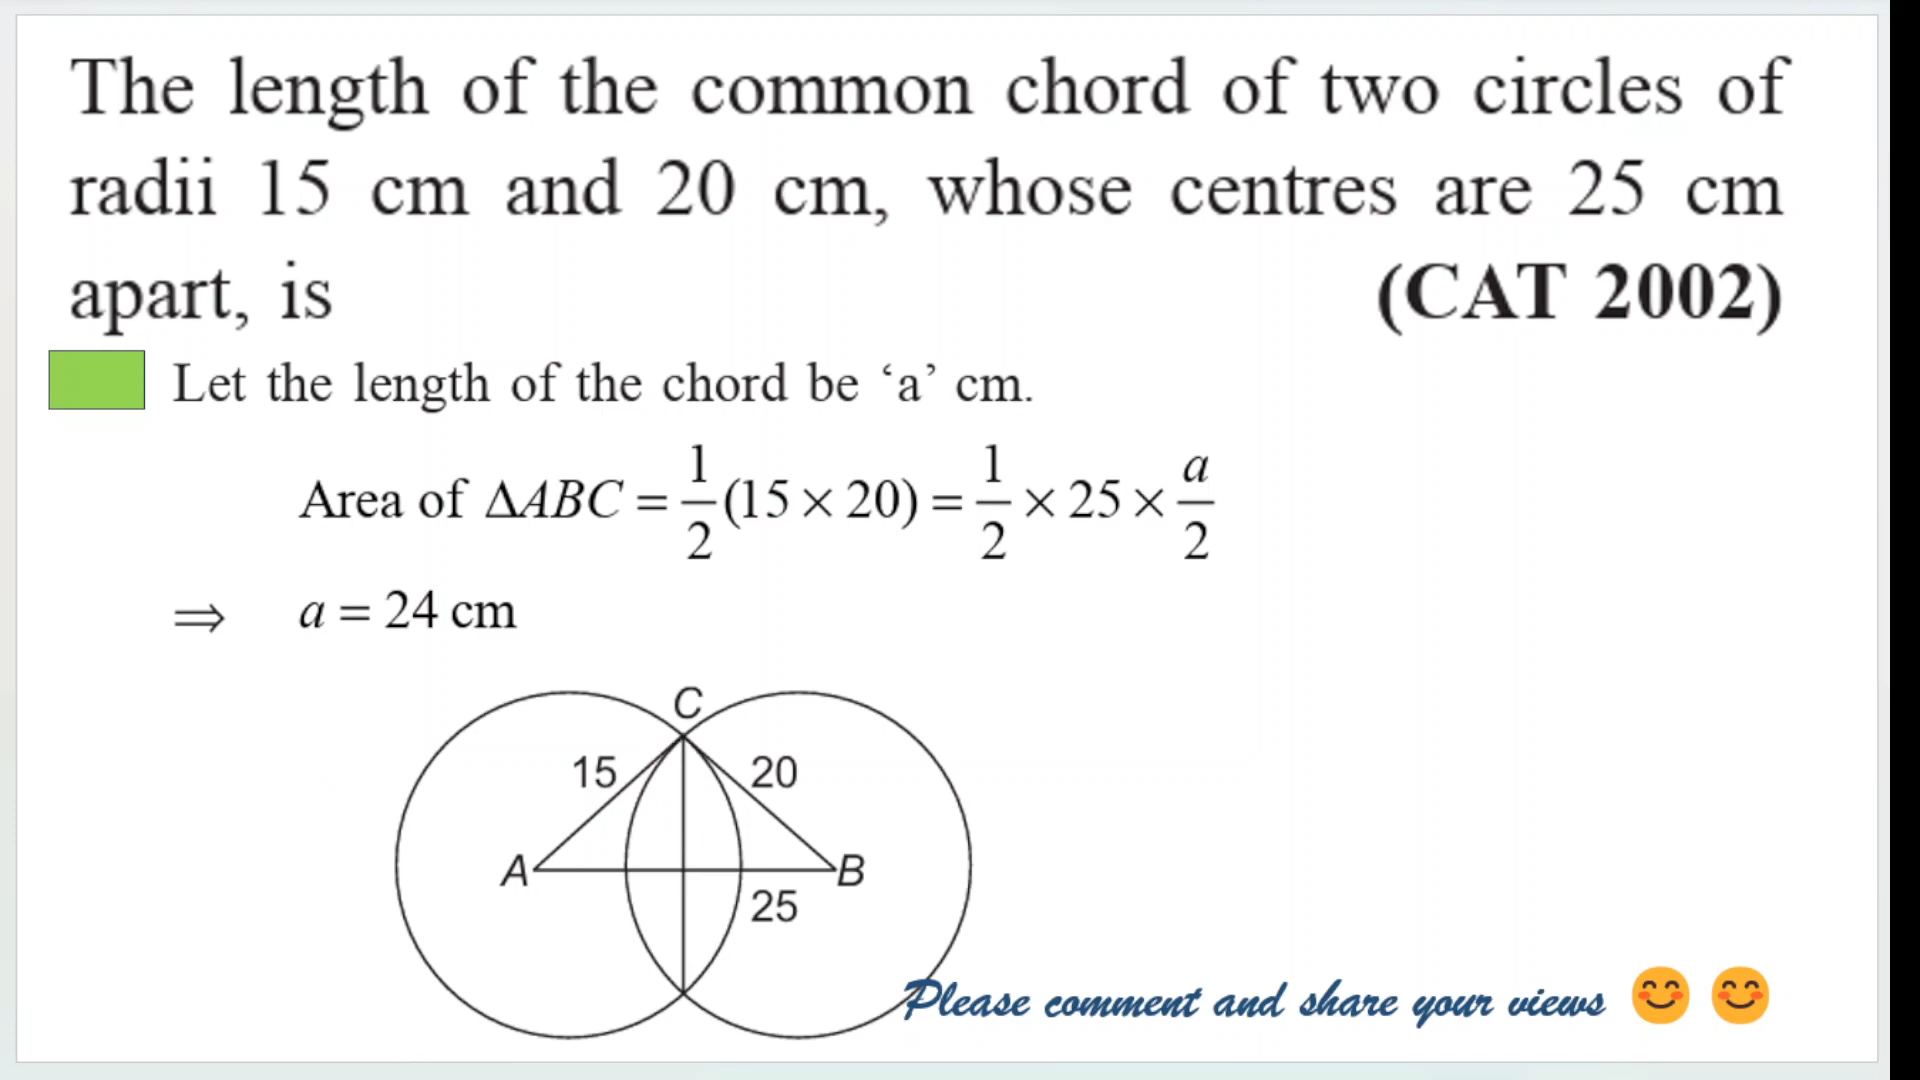 The length of the common chord of two circles of
radii 15 cm and 20 cm, whose centres are 25 cm
apart, is (CAT 2002)
Let the length of the chord be ‘a’ cm.
Area of ΔABC = 1/2 (15 × 20) = 1/2 × 25 × a/2
⇒ a = 24 cm
C
15 20
A B
25
Please comment and share your views 😊 😊